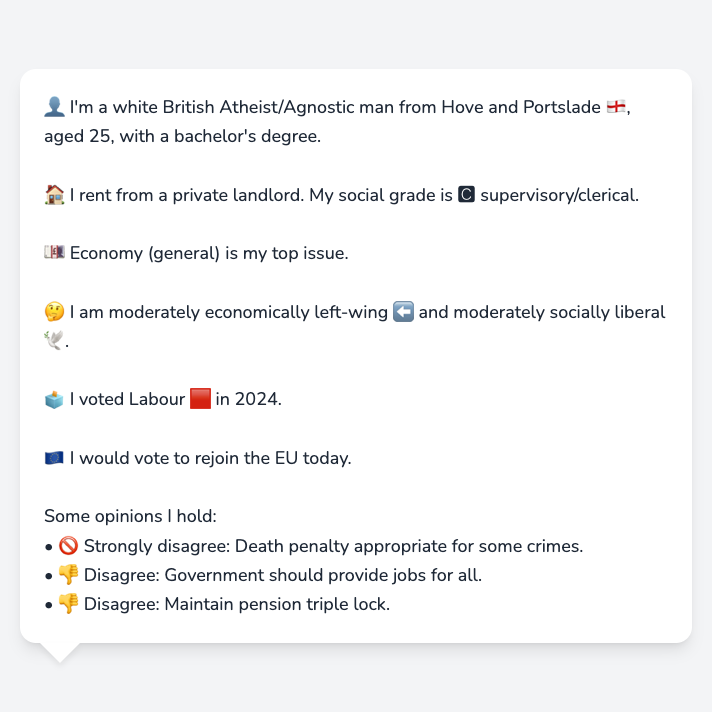 👤 I'm a white British Atheist/Agnostic man from Hove and Portslade 🏴󠁧󠁢󠁥󠁮󠁧󠁿,
aged 25, with a bachelor's degree.
🏠 I rent from a private landlord. My social grade is 🅲 supervisory/clerical.
💷 Economy (general) is my top issue.
🤔 I am moderately economically left-wing ⬅️ and moderately socially liberal
🕊️.
🗳️ I voted Labour 🟥 in 2024.
🇪🇺 I would vote to rejoin the EU today.
Some opinions I hold:
• 🚫 Strongly disagree: Death penalty appropriate for some crimes.
• 👎 Disagree: Government should provide jobs for all.
• 👎 Disagree: Maintain pension triple lock.